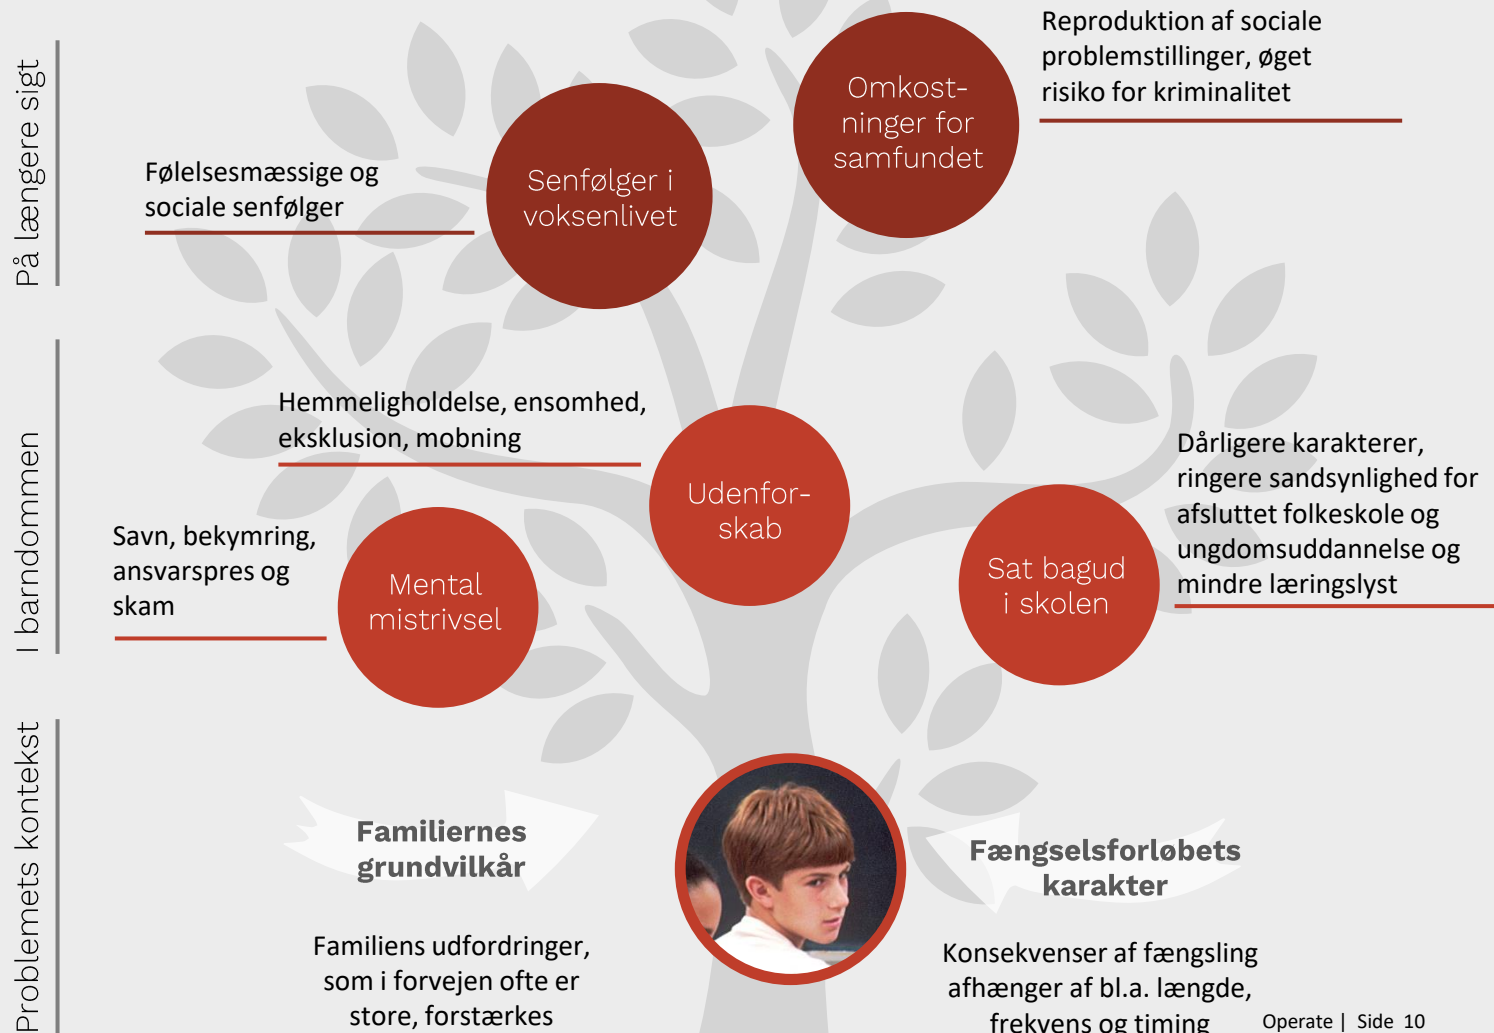 På længere sigt
Reproduktion af sociale
problemstillinger, øget
risiko for kriminalitet
Omkost-
ninger for
samfundet
Følelsesmæssige og
sociale senfølger
Senfølger i
voksenlivet
I barndommen
Hemmeligholdelse, ensomhed,
eksklusion, mobning
Udenfor-
skab
Dårligere karakterer,
ringere sandsynlighed for
afsluttet folkeskole og
ungdomsuddannelse og
mindre læringslyst
Sat bagud
i skolen
Savn, bekymring,
ansvarspres og
skam
Mental
mistrivsel
Problemets kontekst
Familiernes
grundvilkår
Familiens udfordringer,
som i forvejen ofte er
store, forstærkes
Fængselsforløbets
karakter
Konsekvenser af fængsling
afhænger af bl.a. længde,
frekvens og timing
Operate | Side 10